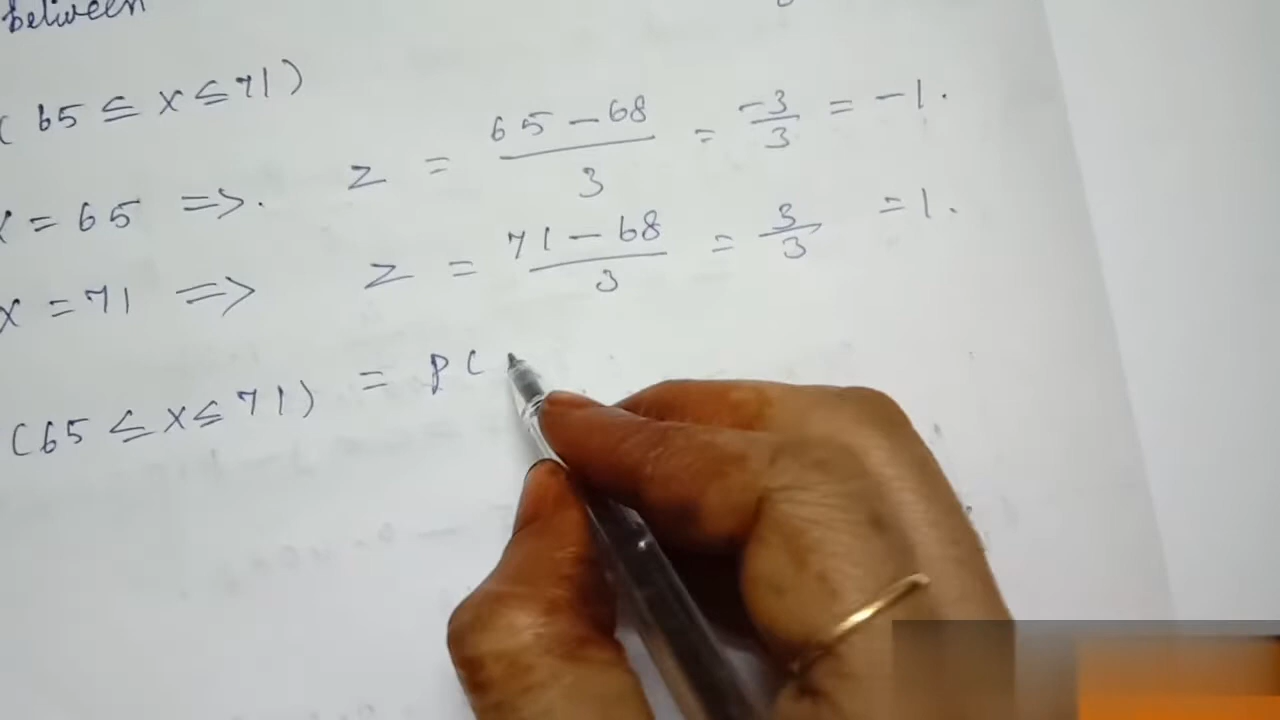 between
( 65 ≤ x ≤ 71 )
x = 65 ⇒. z = 65 - 68 / 3 = -3 / 3 = -1.
x = 71 ⇒ z = 71 - 68 / 3 = 3 / 3 = 1.
( 65 ≤ x ≤ 71 ) = P (